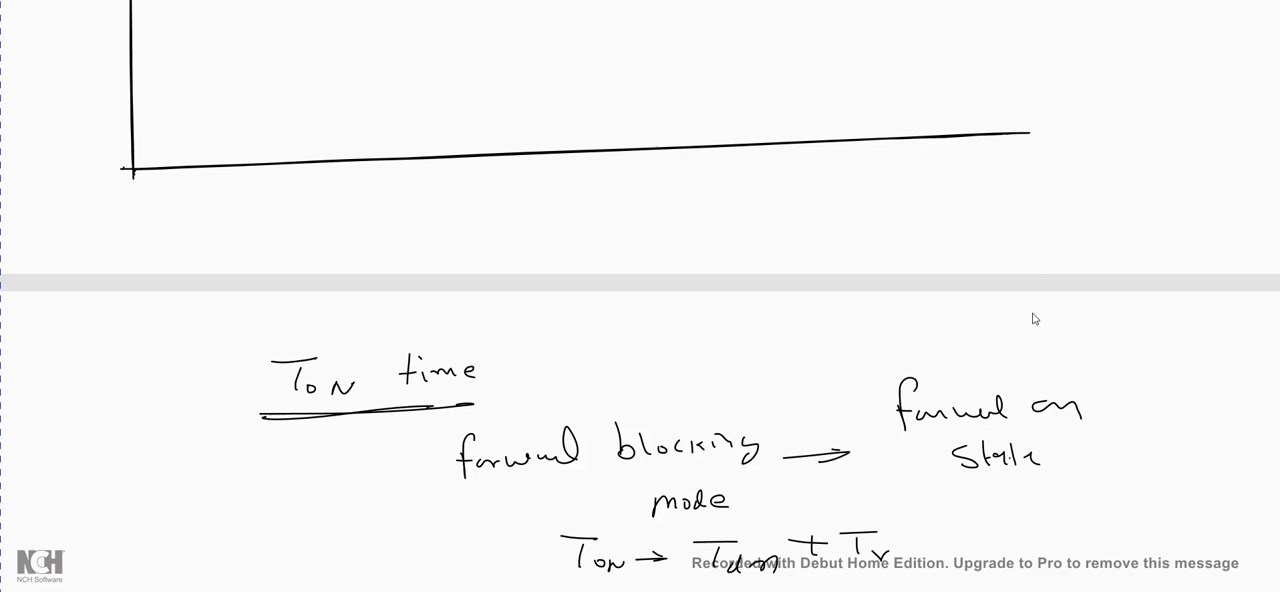 TON time
forward blocking → forward on
state
mode
TON → Tdon + Tr
Recorded with Debut Home Edition. Upgrade to Pro to remove this message
NCH
NCH Software